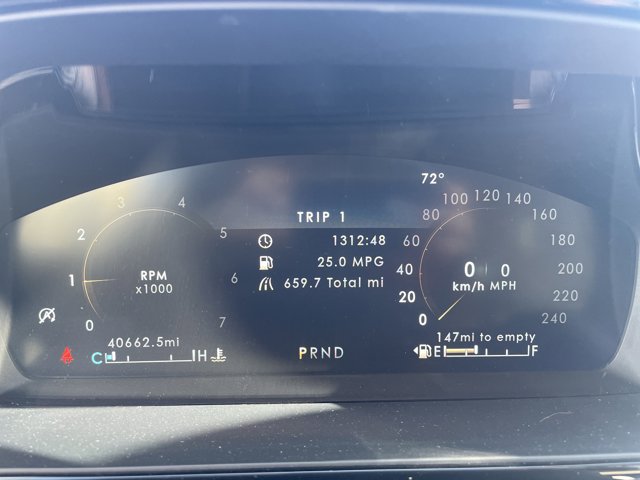 72°
TRIP 1
1312:48
25.0 MPG
659.7 Total mi
0 1 2 3 4 5 6 7
RPM
x1000
0 20 40 60 80 100 120 140 160 180 200 220 240
0 0
km/h MPH
40662.5mi
C H
PRND
147mi to empty
E F